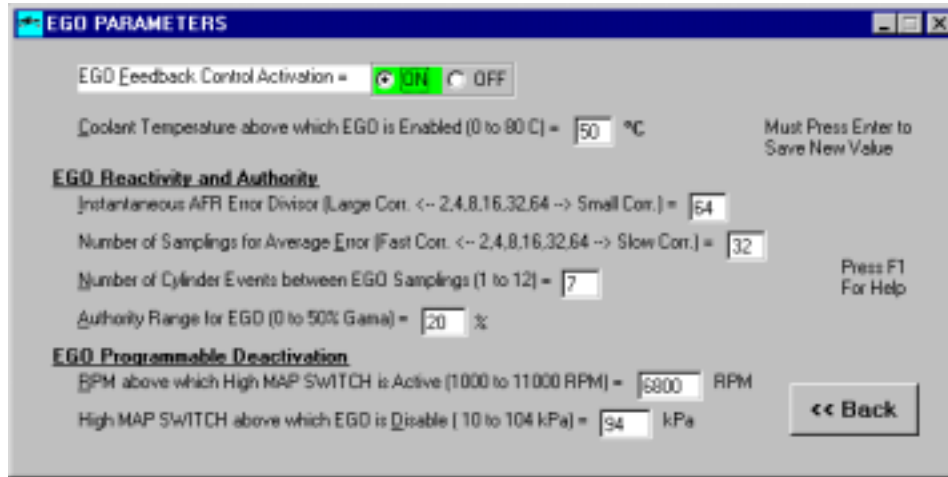 EGO PARAMETERS
EGO Feedback Control Activation = ON OFF
Coolant Temperature above which EGO is Enabled (0 to 80 C) = 50 ºC
Must Press Enter to
Save New Value
EGO Reactivity and Authority
Instantaneous AFR Error Divisor (Large Corr. <-- 2,4,8,16,32,64 --> Small Corr.) = 64
Number of Samplings for Average Error (Fast Corr. <-- 2,4,8,16,32,64 --> Slow Corr.) = 32
Number of Cylinder Events between EGO Samplings (1 to 12) = 7
Press F1
For Help
Authority Range for EGO (0 to 50% Gama) = 20 %
EGO Programmable Deactivation
RPM above which High MAP SWITCH is Active (1000 to 11000 RPM) = 6800 RPM
High MAP SWITCH above which EGO is Disable ( 10 to 104 kPa) = 94 kPa
<< Back